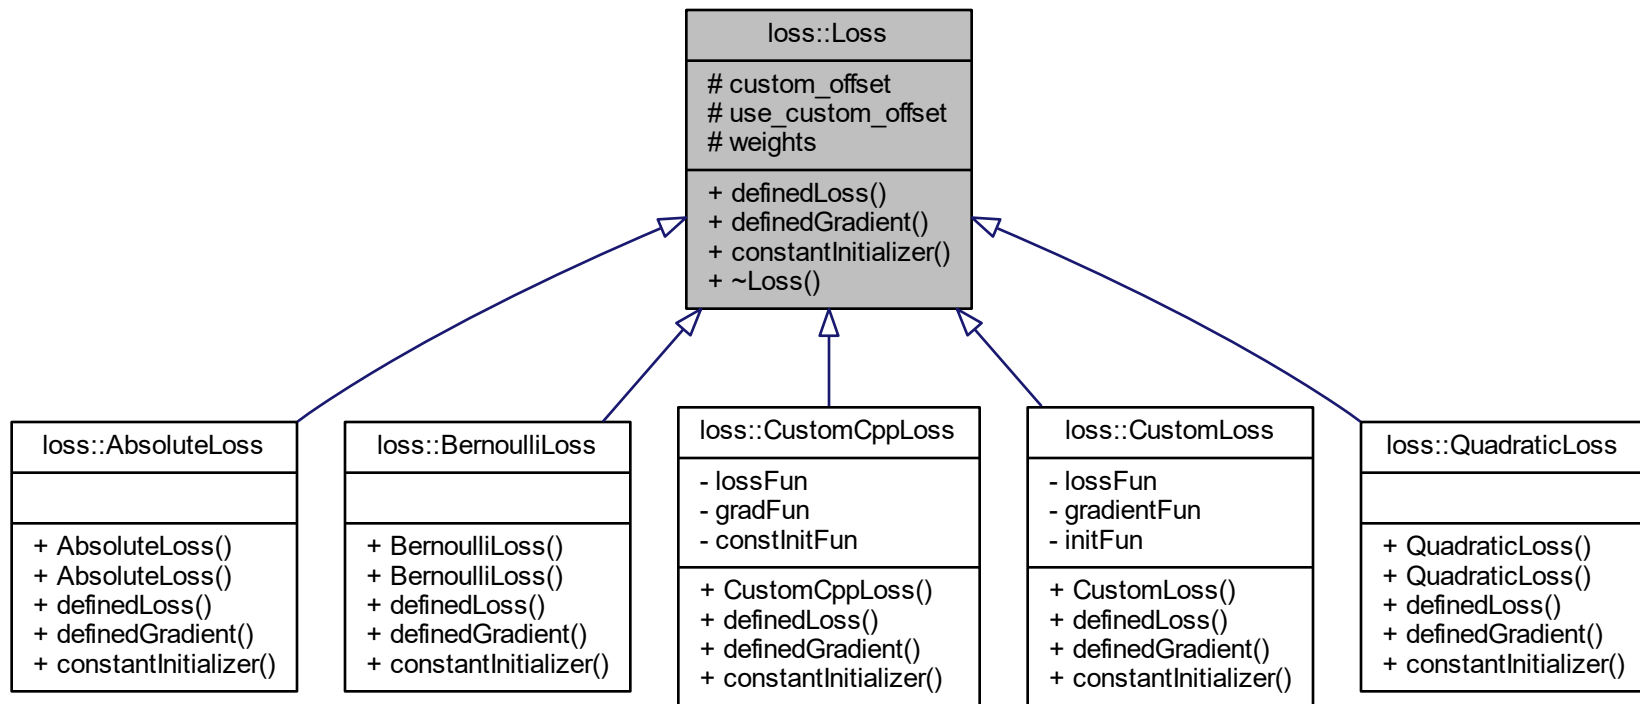 loss::Loss
# custom_offset
# use_custom_offset
# weights
+ definedLoss()
+ definedGradient()
+ constantInitializer()
+ ~Loss()
loss::AbsoluteLoss
+ AbsoluteLoss()
+ AbsoluteLoss()
+ definedLoss()
+ definedGradient()
+ constantInitializer()
loss::BernoulliLoss
+ BernoulliLoss()
+ BernoulliLoss()
+ definedLoss()
+ definedGradient()
+ constantInitializer()
loss::CustomCppLoss
- lossFun
- gradFun
- constInitFun
+ CustomCppLoss()
+ definedLoss()
+ definedGradient()
+ constantInitializer()
loss::CustomLoss
- lossFun
- gradientFun
- initFun
+ CustomLoss()
+ definedLoss()
+ definedGradient()
+ constantInitializer()
loss::QuadraticLoss
+ QuadraticLoss()
+ QuadraticLoss()
+ definedLoss()
+ definedGradient()
+ constantInitializer()